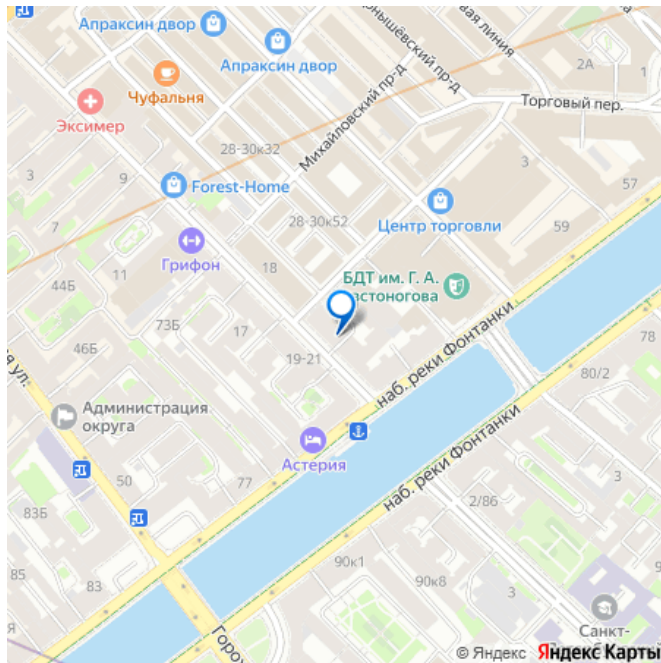 Апраксин двор
Апраксин двор
2А
1
Чуфальня
Торговый пер.
Эксимер
28-30к32
Михайловский пр-д
3
9
3
57
Forest-Home
7
28-30к52
Центр торговли
59
Грифон
11
18
БДТ им. Г. А.
44Б
73Б
17
наб. реки Фонтанки
78
46Б
19-21
80/2
Администрация
округа
наб. реки Фонтанки
Астерия
50
77
3
2/86
83Б
90к1
85
83
90к8
3
Санкт-
© Яндекс Яндекс Карты